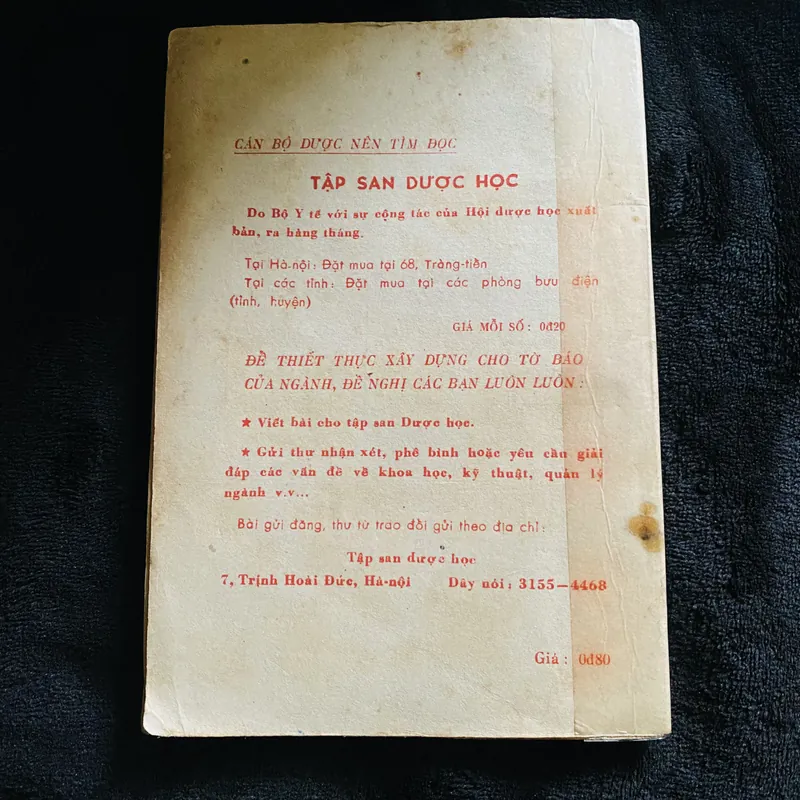 CÁN BỘ DƯỢC NÊN TÌM ĐỌC
TẬP SAN DƯỢC HỌC
Do Bộ Y tế với sự cộng tác của Hội dược học xuất
bản, ra hàng tháng.
Tại Hà-nội: Đặt mua tại 68, Tràng-tiền
Tại các tỉnh: Đặt mua tại các phòng bưu điện
(tỉnh, huyện)
GIÁ MỖI SỐ: 0đ20
ĐỀ THIẾT THỰC XÂY DỰNG CHO TỜ BÁO
CỦA NGÀNH, ĐỀ NGHỊ CÁC BẠN LUÔN LUÔN:
★ Viết bài cho tập san Dược học.
★ Gửi thư nhận xét, phê bình hoặc yêu cầu giải
đáp các vấn đề về khoa học, kỹ thuật, quản lý
ngành v.v...
Bài gửi đăng, thư từ trao đổi gửi theo địa chỉ:
Tập san dược học
7, Trịnh Hoài Đức, Hà-nội Dây nói: 3155—4468
Giá: 0đ80